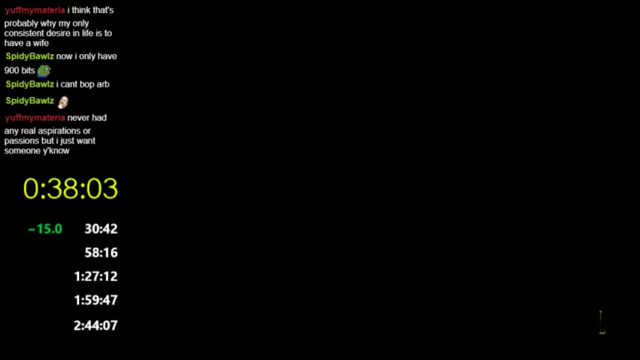 yuffmymateria i think that's
probably why my only
consistent desire in life is to
have a wife
SpidyBawlz now i only have
900 bits
SpidyBawlz i cant bop arb
SpidyBawlz
yuffmymateria never had
any real aspirations or
passions but i just want
someone y'know
0:38:03
-15.0 30:42
58:16
1:27:12
1:59:47
2:44:07